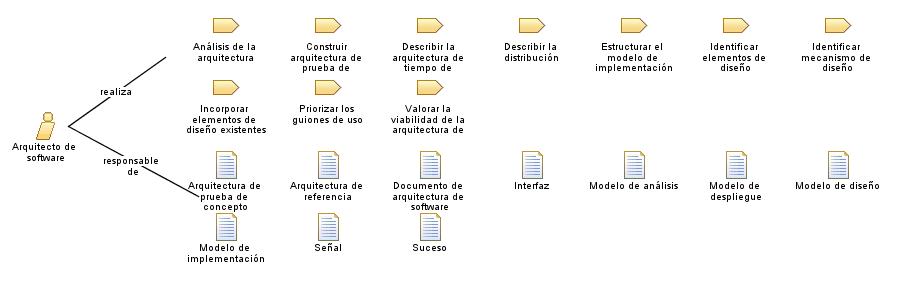 Análisis de la
arquitectura
Construir
arquitectura de
prueba de
Describir la
arquitectura de
tiempo de
Describir la
distribución
Estructurar el
modelo de
implementación
Identificar
elementos de
diseño
Identificar
mecanismo de
diseño
realiza
Incorporar
elementos de
diseño existentes
Priorizar los
guiones de uso
Valorar la
viabilidad de la
arquitectura de
Arquitecto de
software
responsable
de
Arquitectura de
prueba de
concepto
Arquitectura de
referencia
Documento de
arquitectura de
software
Interfaz
Modelo de análisis
Modelo de
despliegue
Modelo de diseño
Modelo de
implementación
Señal
Suceso